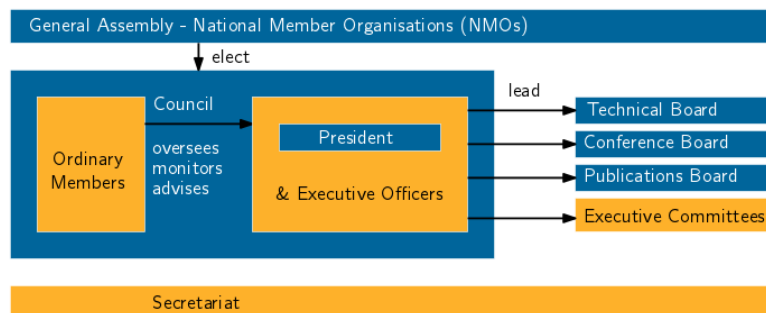 General Assembly - National Member Organisations (NMOs)
elect
Council
oversees
monitors
advises
Ordinary
Members
President
& Executive Officers
lead
Technical Board
Conference Board
Publications Board
Executive Committees
Secretariat